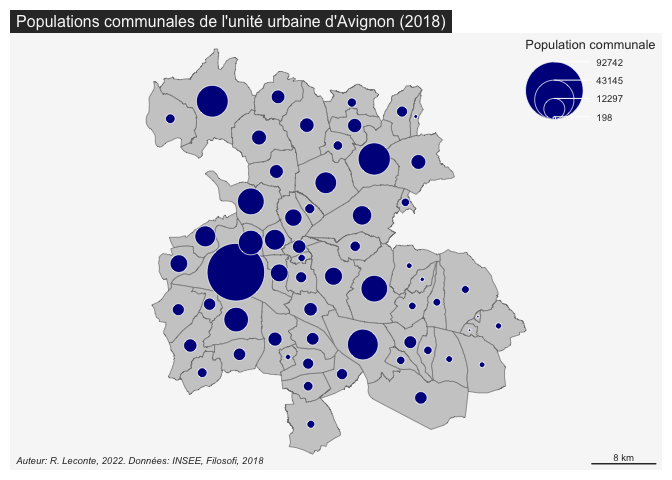 Populations communales de l'unité urbaine d'Avignon (2018)
Population communale
92742
43145
12297
198
Auteur: R. Leconte, 2022. Données: INSEE, Filosofi, 2018
8 km